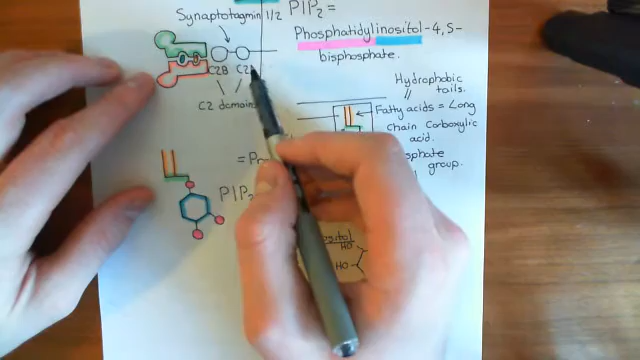 Synaptotagmin 1/2
PIP2 =
Phosphatidylinositol-4,5-
bisphosphate.
C2B
C2 domains
Hydrophobic
tails.
Fatty acids = Long
Chain Carboxylic
acid.
group.
PIP2
HO
HO